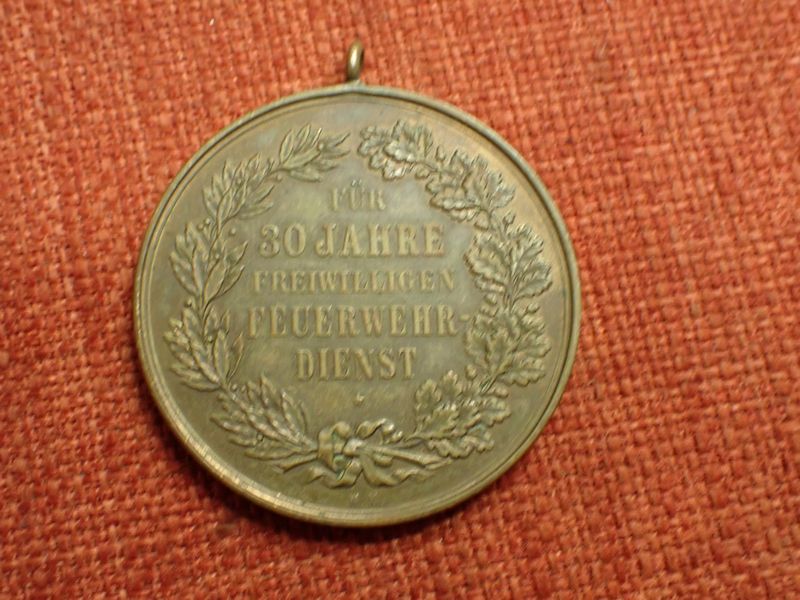 FÜR
30 JAHRE
FREIWILLIGEN
FEUERWEHR-
DIENST